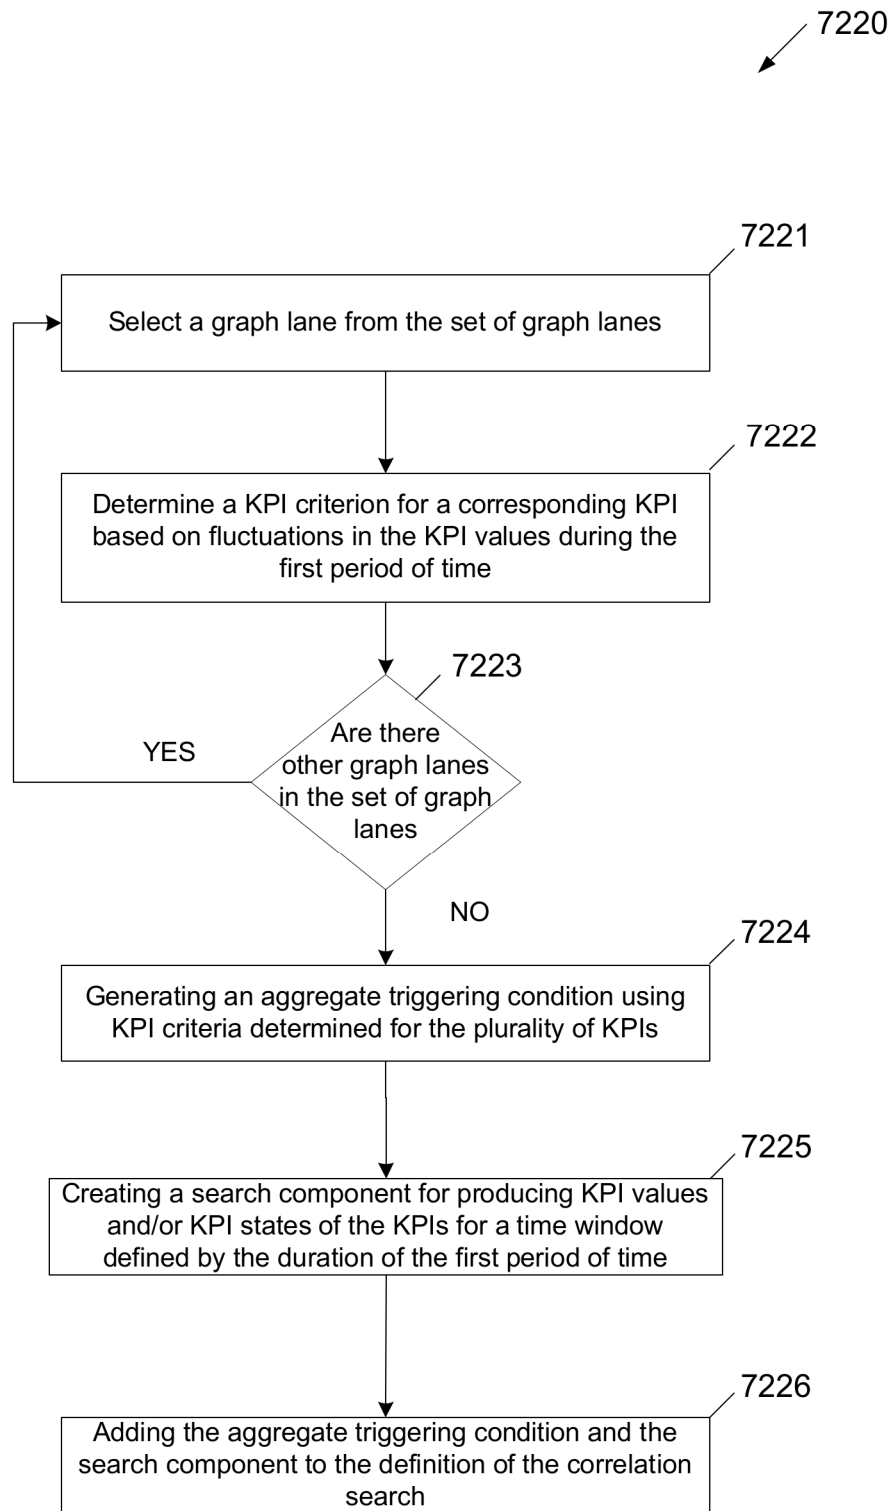 7220
7221
Select a graph lane from the set of graph lanes
7222
Determine a KPI criterion for a corresponding KPI
based on fluctuations in the KPI values during the
first period of time
7223
Are there
other graph lanes
in the set of graph
lanes
YES
NO
7224
Generating an aggregate triggering condition using
KPI criteria determined for the plurality of KPIs
7225
Creating a search component for producing KPI values
and/or KPI states of the KPIs for a time window
defined by the duration of the first period of time
7226
Adding the aggregate triggering condition and the
search component to the definition of the correlation
search